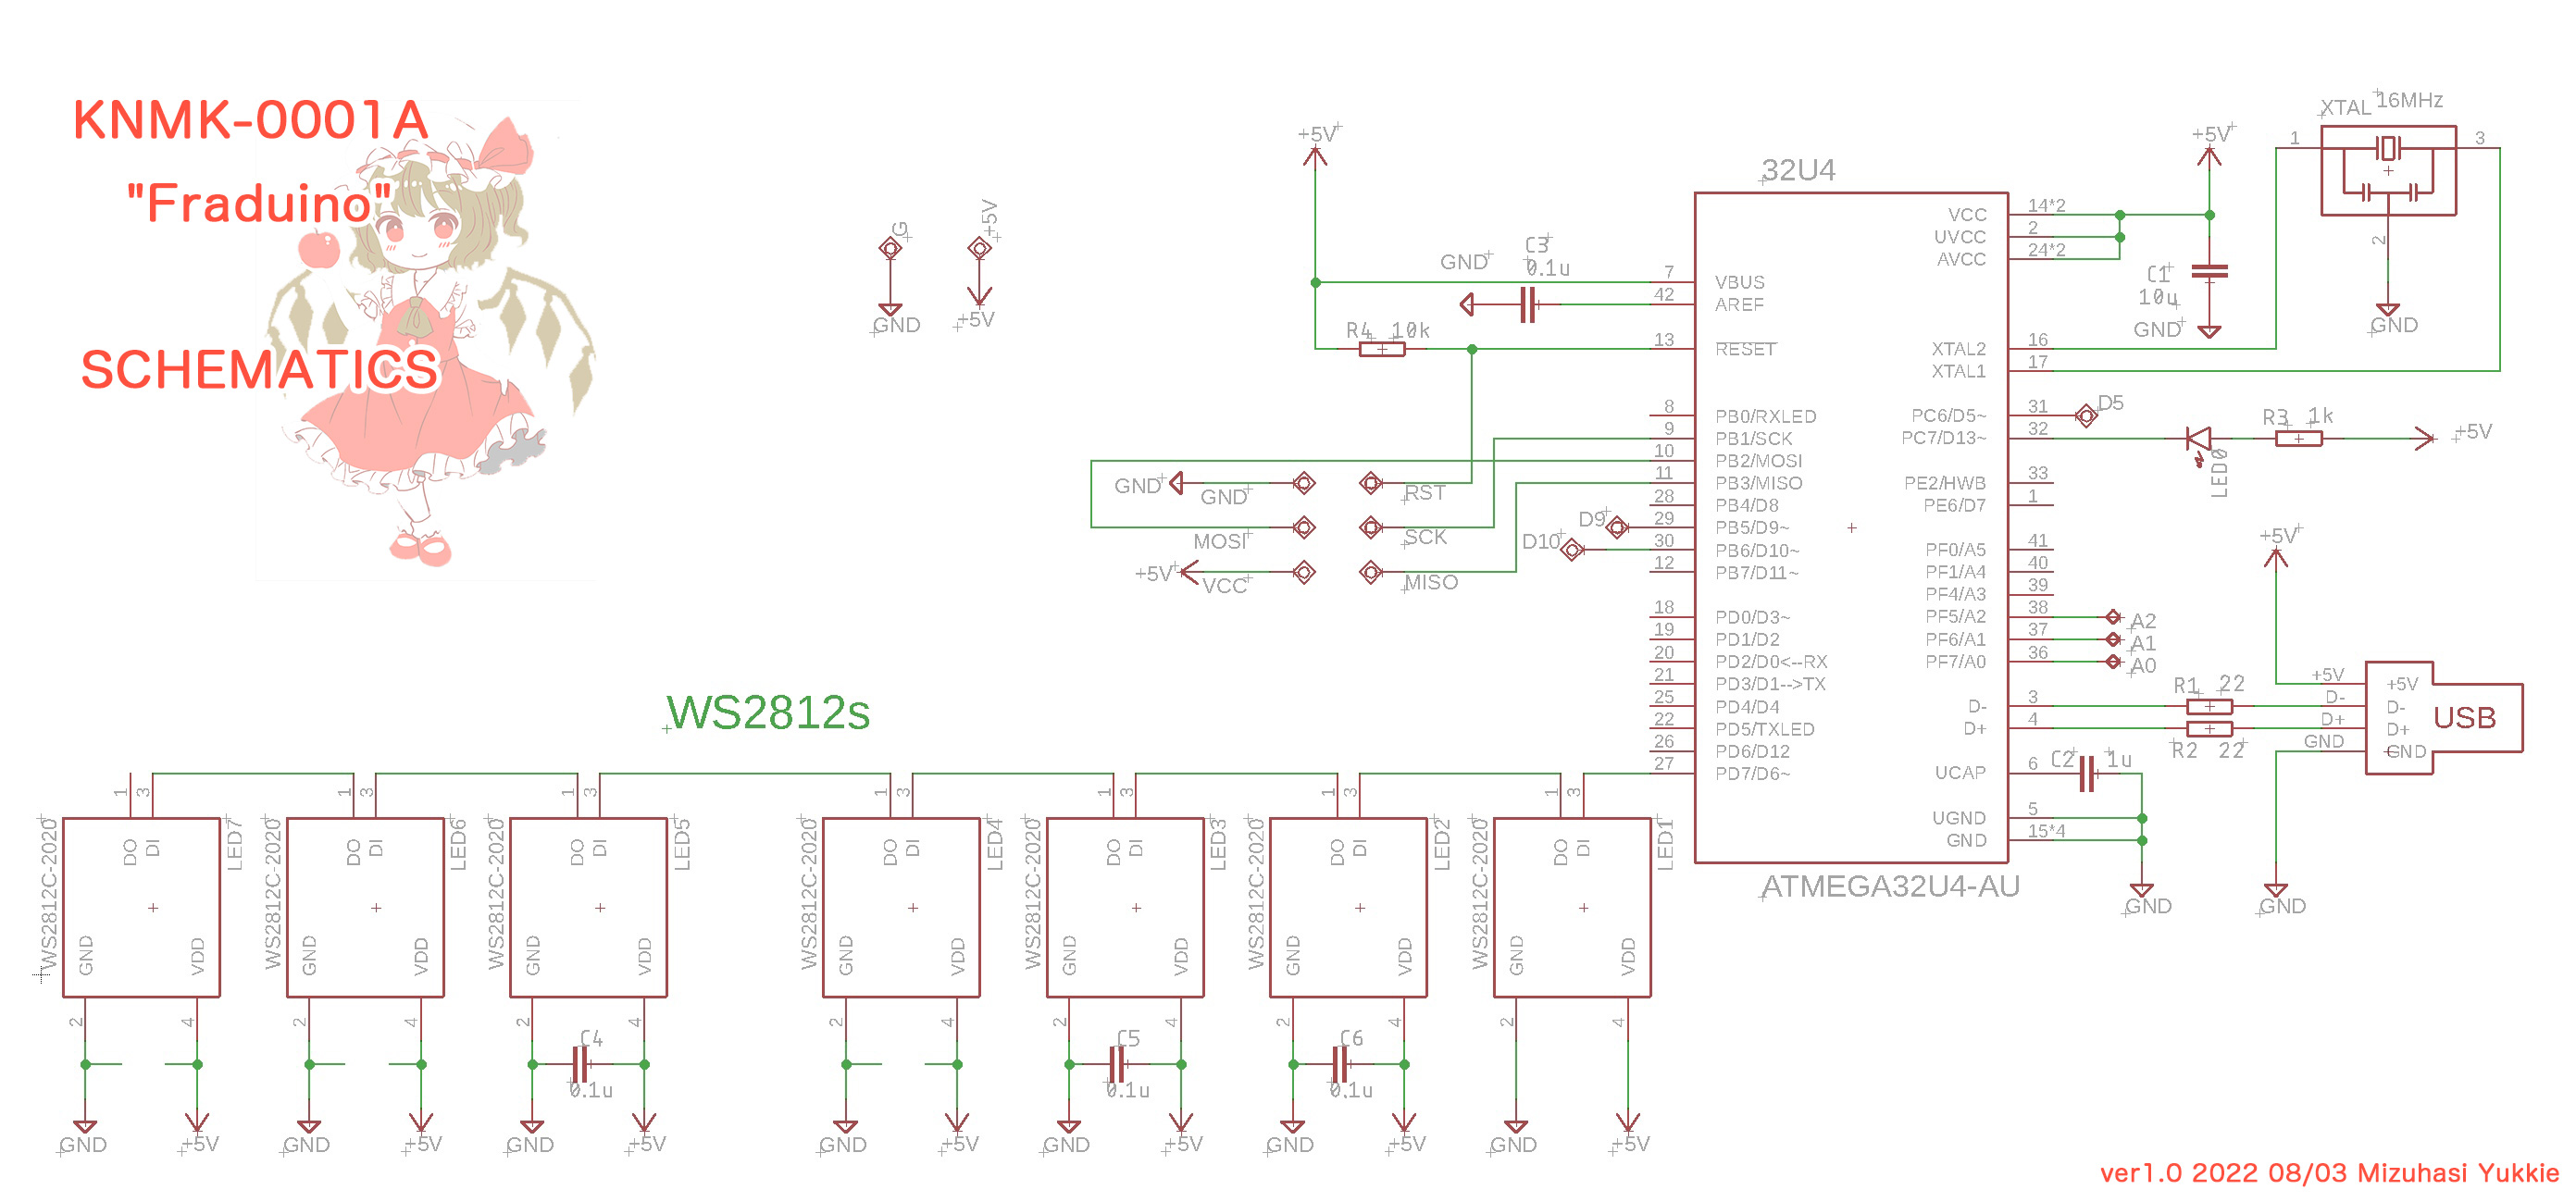 KNMK-0001A
"Fraduino"
SCHEMATICS
G
GND
+5V
+5V
+5V
GND
C3
0.1u
R4 10k
32U4
7 VBUS
42 AREF
13 RESET
8 PB0/RXLED
9 PB1/SCK
10 PB2/MOSI
11 PB3/MISO
28 PB4/D8
29 PB5/D9~
30 PB6/D10~
12 PB7/D11~
18 PD0/D3~
19 PD1/D2
20 PD2/D0<--RX
21 PD3/D1-->TX
25 PD4/D4
22 PD5/TXLED
26 PD6/D12
27 PD7/D6~
VCC 14*2
UVCC 2
AVCC 24*2
XTAL2 16
XTAL1 17
PC6/D5~ 31
PC7/D13~ 32
PE2/HWB 33
PE6/D7 1
PF0/A5 41
PF1/A4 40
PF4/A3 39
PF5/A2 38
PF6/A1 37
PF7/A0 36
D- 3
D+ 4
UCAP 6
UGND 5
GND 15*4
ATMEGA32U4-AU
GND GND RST
MOSI SCK
+5V VCC MISO
D9
D10
+5V
C1
10u
GND
XTAL 16MHz
1 3
2
GND
D5
LED0
R3 1k
+5V
A2
A1
A0
+5V
R1 22
R2 22
+5V
D-
D+
GND
+5V
D-
D+
GND
USB
C2 1u
GND
GND
WS2812s
1 3 DO DI GND VDD 2 4 WS2812C-2020 LED7 GND +5V
1 3 DO DI GND VDD 2 4 WS2812C-2020 LED6 GND +5V
1 3 DO DI GND VDD 2 4 WS2812C-2020 LED5 C4 0.1u GND +5V
1 3 DO DI GND VDD 2 4 WS2812C-2020 LED4 GND +5V
1 3 DO DI GND VDD 2 4 WS2812C-2020 LED3 C5 0.1u GND +5V
1 3 DO DI GND VDD 2 4 WS2812C-2020 LED2 C6 0.1u GND +5V
1 3 DO DI GND VDD 2 4 WS2812C-2020 LED1 GND +5V
ver1.0 2022 08/03 Mizuhasi Yukkie